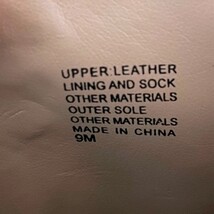 UPPER:LEATHER
LINING AND SOCK
OTHER MATERIALS
OUTER SOLE
OTHER MATERIALS
MADE IN CHINA
9M